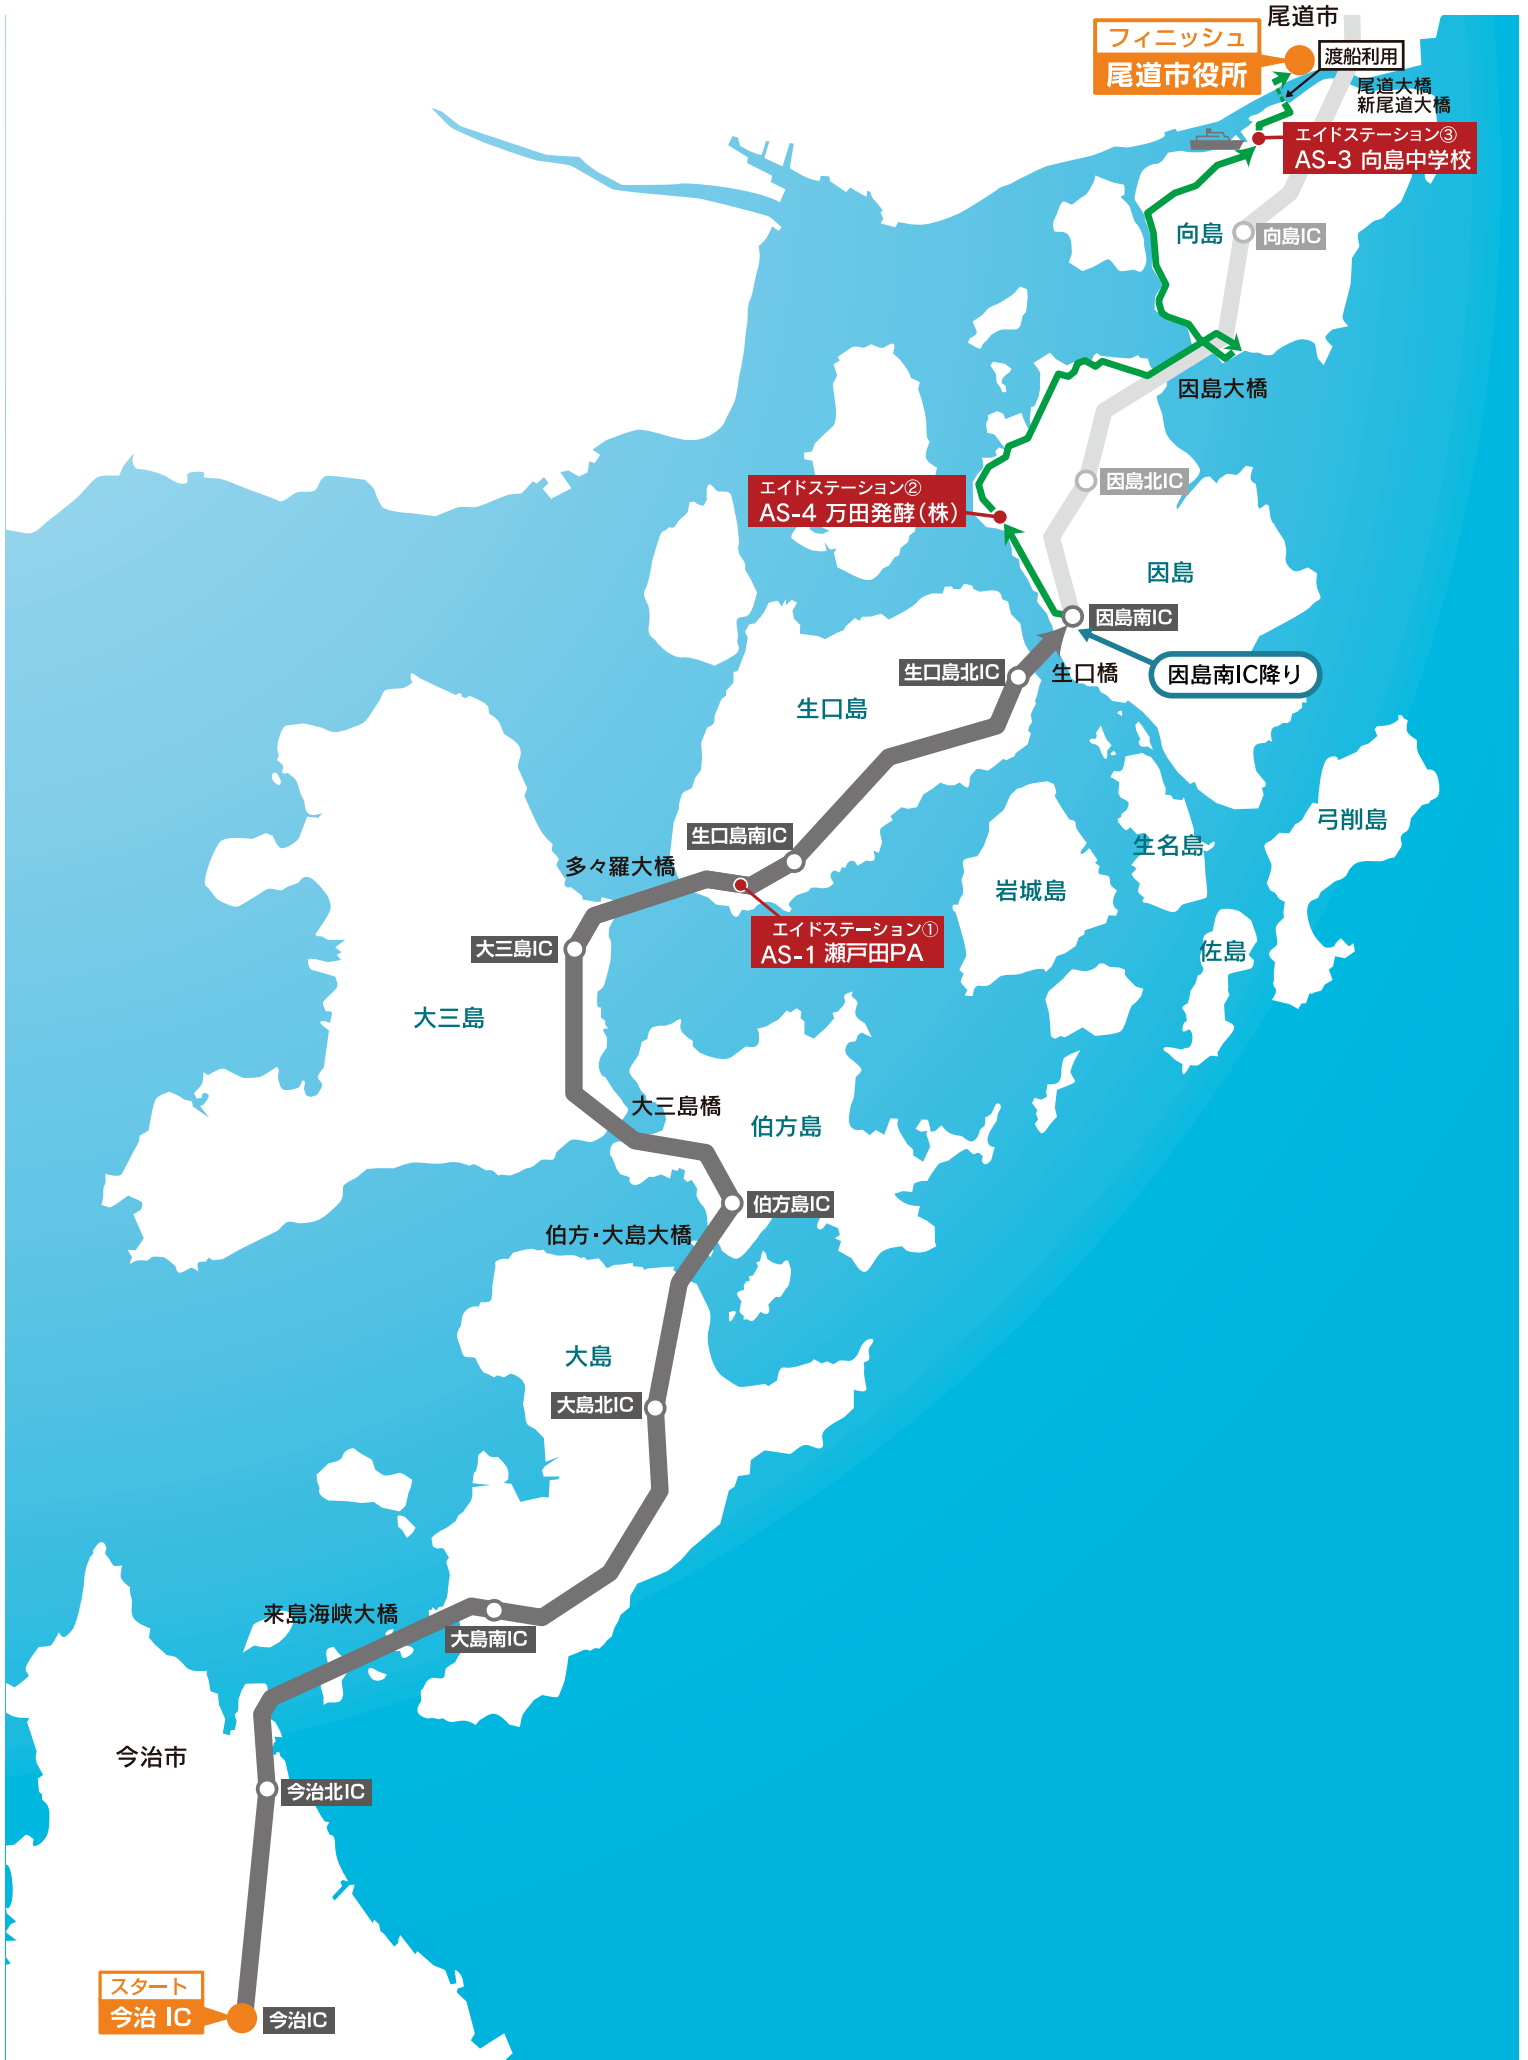 尾道市
フィニッシュ
尾道市役所
渡船利用
尾道大橋
新尾道大橋
エイドステーション③
AS-3 向島中学校
向島
向島IC
因島大橋
因島北IC
エイドステーション②
AS-4 万田発酵(株)
因島
因島南IC
生口島北IC
生口橋
因島南IC降り
生口島
弓削島
生口島南IC
生名島
多々羅大橋
岩城島
エイドステーション①
AS-1 瀬戸田PA
大三島IC
佐島
大三島
大三島橋
伯方島
伯方島IC
伯方・大島大橋
大島
大島北IC
来島海峡大橋
大島南IC
今治市
今治北IC
スタート
今治 IC
今治IC